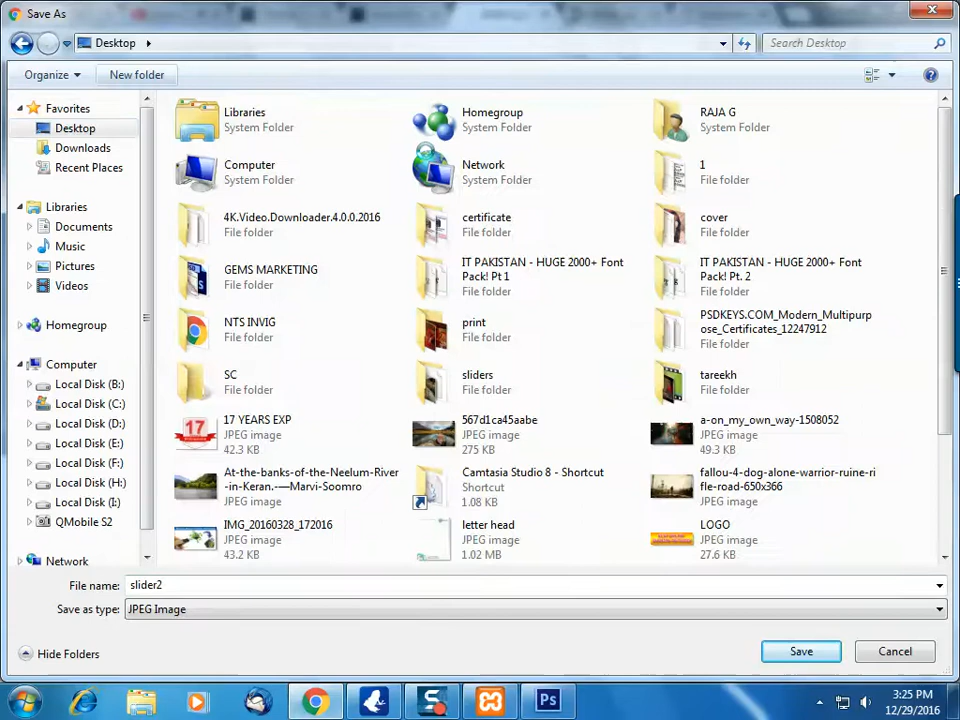 Save As
Desktop
Search Desktop
Organize
New folder
Favorites
Desktop
Downloads
Recent Places
Libraries
Documents
Music
Pictures
Videos
Homegroup
Computer
Local Disk (B:)
Local Disk (C:)
Local Disk (D:)
Local Disk (E:)
Local Disk (F:)
Local Disk (H:)
Local Disk (I:)
QMobile S2
Network
Libraries
System Folder
Homegroup
System Folder
RAJA G
System Folder
Computer
System Folder
Network
System Folder
1
File folder
4K.Video.Downloader.4.0.0.2016
File folder
certificate
File folder
cover
File folder
GEMS MARKETING
File folder
IT PAKISTAN - HUGE 2000+ Font
Pack! Pt 1
File folder
IT PAKISTAN - HUGE 2000+ Font
Pack! Pt. 2
File folder
NTS INVIG
File folder
print
File folder
PSDKEYS.COM_Modern_Multipur
pose_Certificates_12247912
File folder
SC
File folder
sliders
File folder
tareekh
File folder
17
17 YEARS EXP
JPEG image
42.3 KB
567d1ca45aabe
JPEG image
275 KB
a-on_my_own_way-1508052
JPEG image
49.3 KB
At-the-banks-of-the-Neelum-River
-in-Keran.-—Marvi-Soomro
JPEG image
Camtasia Studio 8 - Shortcut
Shortcut
1.08 KB
fallou-4-dog-alone-warrior-ruine-ri
fle-road-650x366
JPEG image
IMG_20160328_172016
JPEG image
43.2 KB
letter head
JPEG image
1.02 MB
LOGO
JPEG image
27.6 KB
File name: slider2
Save as type: JPEG Image
Hide Folders
Save
Cancel
Ps
3:25 PM
12/29/2016